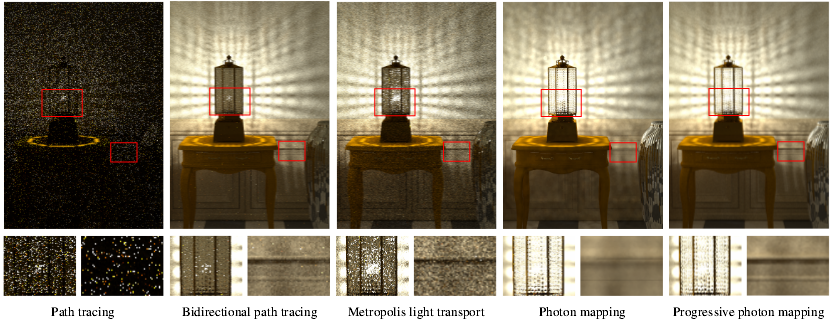 Path tracing
Bidirectional path tracing
Metropolis light transport
Photon mapping
Progressive photon mapping